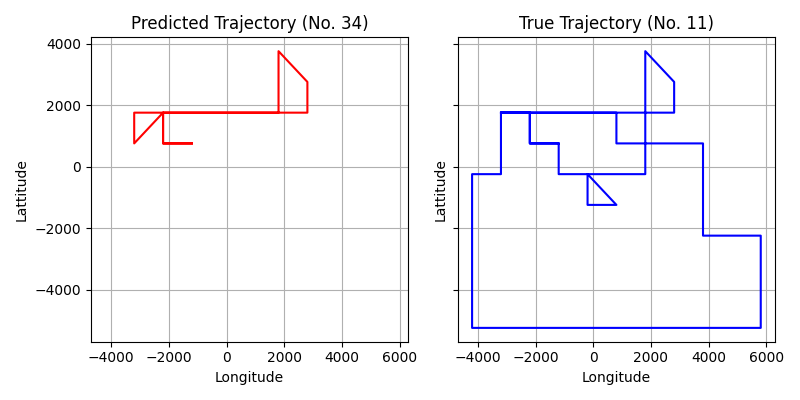 Predicted Trajectory (No. 34)
4000
2000
0
−2000
−4000
Lattitude
−4000 −2000 0 2000 4000 6000
Longitude
True Trajectory (No. 11)
Lattitude
−4000 −2000 0 2000 4000 6000
Longitude